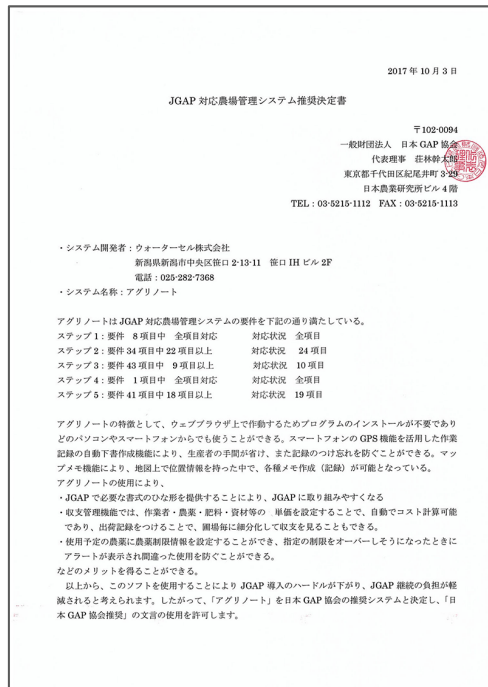 2017年10月3日
JGAP対応農場管理システム推奨決定書
〒102-0094
一般財団法人 日本GAP協会
代表理事 荘林幹太郎
東京都千代田区紀尾井町3-29
日本農業研究所ビル4階
TEL：03-5215-1112 FAX：03-5215-1113
・システム開発者：ウォーターセル株式会社
新潟県新潟市中央区笹口2-13-11 笹口IHビル2F
電話：025-282-7368
・システム名称：アグリノート
アグリノートはJGAP対応農場管理システムの要件を下記の通り満たしている。
ステップ1：要件 8項目中 全項目対応 対応状況 全項目
ステップ2：要件34項目中22項目以上 対応状況 24項目
ステップ3：要件43項目中 9項目以上 対応状況 10項目
ステップ4：要件 1項目中 全項目対応 対応状況 全項目
ステップ5：要件41項目中18項目以上 対応状況 19項目
アグリノートの特徴として、ウェブブラウザ上で作動するためプログラムのインストールが不要であり
どのパソコンやスマートフォンからでも使うことができる。スマートフォンのGPS機能を活用した作業
記録の自動下書作成機能により、生産者の手間が省け、また記録のつけ忘れを防ぐことができる。マッ
プメモ機能により、地図上で位置情報を持った中で、各種メモ作成（記録）が可能となっている。
アグリノートの使用により、
・JGAPで必要な書式のひな形を提供することにより、JGAPに取り組みやすくなる
・収支管理機能では、作業者・農薬・肥料・資材等の 単価を設定することで、自動でコスト計算可能
であり、出荷記録をつけることで、圃場毎に細分化して収支を見ることもできる。
・使用予定の農薬に農薬制限情報を設定することができ、指定の制限をオーバーしそうになったときに
アラートが表示され間違った使用を防ぐことができる。
などのメリットを得ることができる。
以上から、このソフトを使用することによりJGAP導入のハードルが下がり、JGAP継続の負担が軽
減されると考えられます。したがって、「アグリノート」を日本GAP協会の推奨システムと決定し、「日
本GAP協会推奨」の文言の使用を許可します。